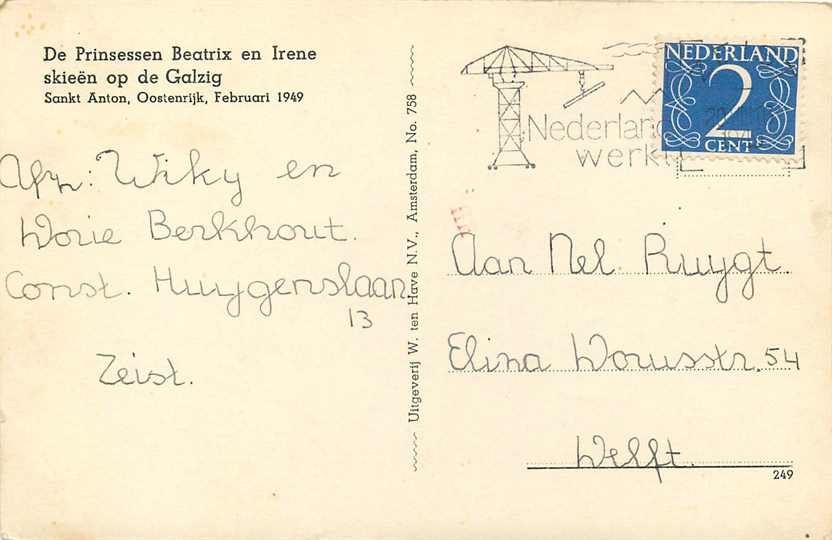 De Prinsessen Beatrix en Irene
skieën op de Galzig
Sankt Anton, Oostenrijk, Februari 1949
Afz: Wiky en
Dorie Berkhout.
Const. Huygenslaan
13
Zeist.
Uitgeverij W. ten Have N.V., Amsterdam, No. 758
NEDERLAND
2
CENT
Nederland
werkt
Aan Nel Ruygt.
Elina Dorusstr. 54
Delft.
249